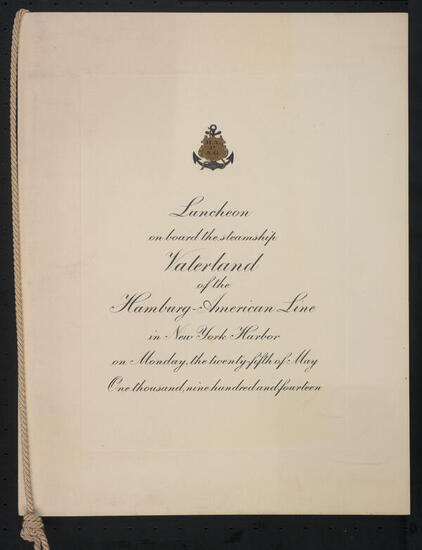 H.A.
P.
A.G.
Luncheon
on board the steamship
Vaterland
of the
Hamburg-American Line
in New York Harbor
on Monday, the twenty-fifth of May
One thousand, nine hundred and fourteen